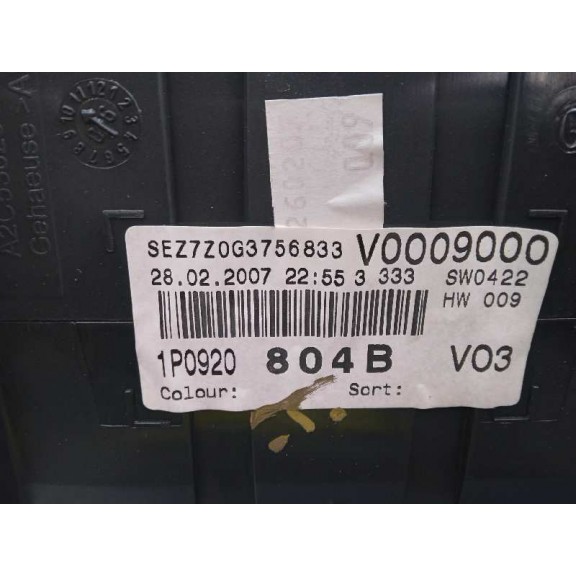 SEZ7Z0G3756833 V0009000
28.02.2007 22:55 3 333 SW0422
HW 009
1P0920 804B V03
Colour: Sort:
Gehaeuse >A